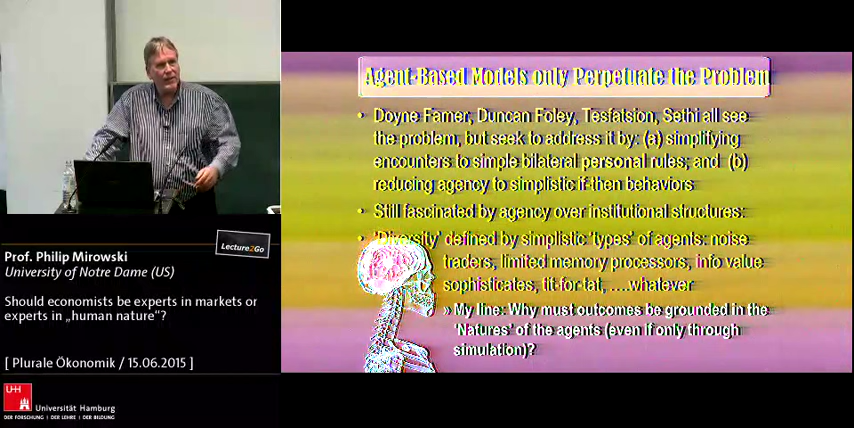 Agent-Based Models only Perpetuate the Problem
• Doyne Famer, Duncan Foley, Tesfatsion, Sethi all see
the problem, but seek to address it by: (a) simplifying
encounters to simple bilateral personal rules; and (b)
reducing agency to simplistic if-then behaviors
• Still fascinated by agency over institutional structures:
• 'Diversity' defined by simplistic 'types' of agents: noise
traders, limited memory processors, info value
sophisticates, tit for tat, ....whatever
» My line: Why must outcomes be grounded in the
'Natures' of the agents (even if only through
simulation)?
Lecture2Go
Prof. Philip Mirowski
University of Notre Dame (US)
Should economists be experts in markets or
experts in „human nature“?
[ Plurale Ökonomik / 15.06.2015 ]
UH
Universität Hamburg
DER FORSCHUNG | DER LEHRE | DER BILDUNG